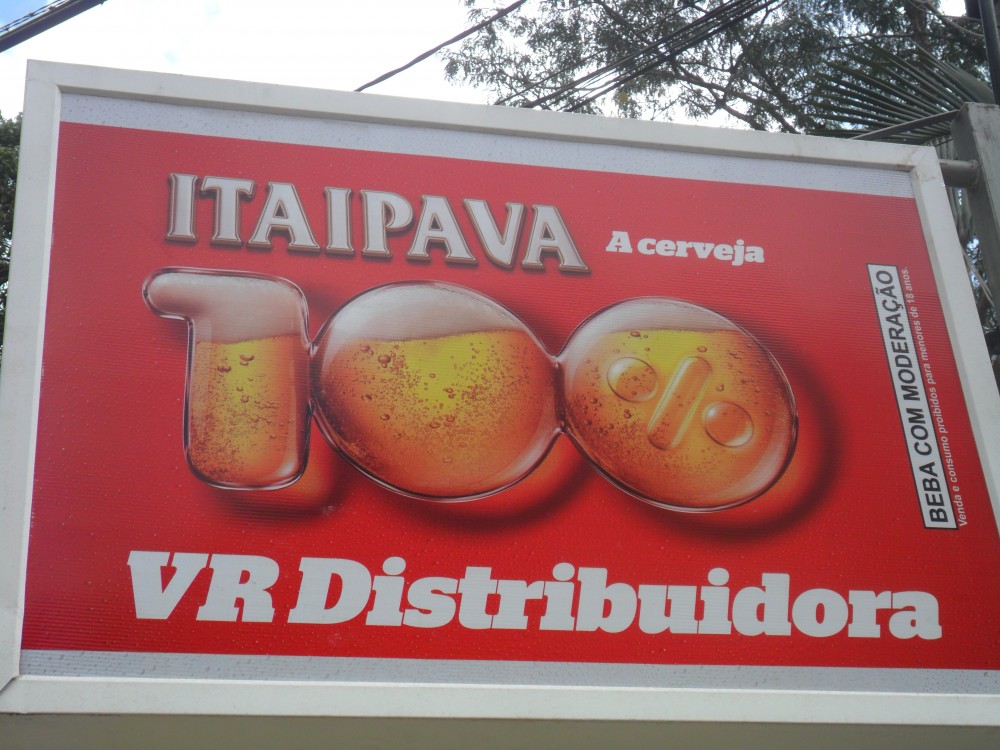 ITAIPAVA
A cerveja
100%
VR Distribuidora
BEBA COM MODERAÇÃO
Venda e consumo proibidos para menores de 18 anos.